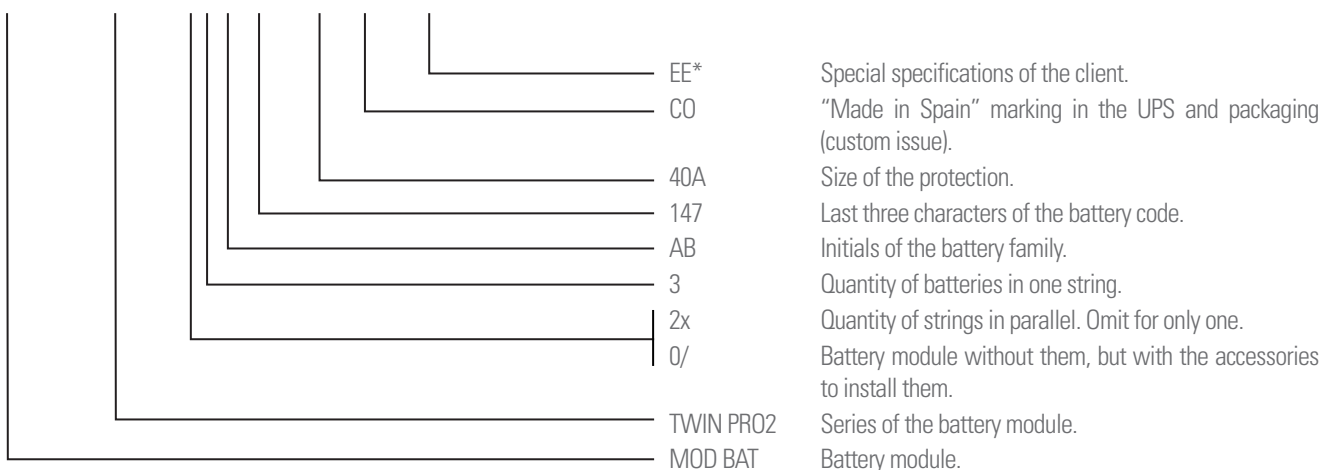 EE* Special specifications of the client.
CO “Made in Spain” marking in the UPS and packaging
(custom issue).
40A Size of the protection.
147 Last three characters of the battery code.
AB Initials of the battery family.
3 Quantity of batteries in one string.
2x Quantity of strings in parallel. Omit for only one.
0/ Battery module without them, but with the accessories
to install them.
TWIN PRO2 Series of the battery module.
MOD BAT Battery module.